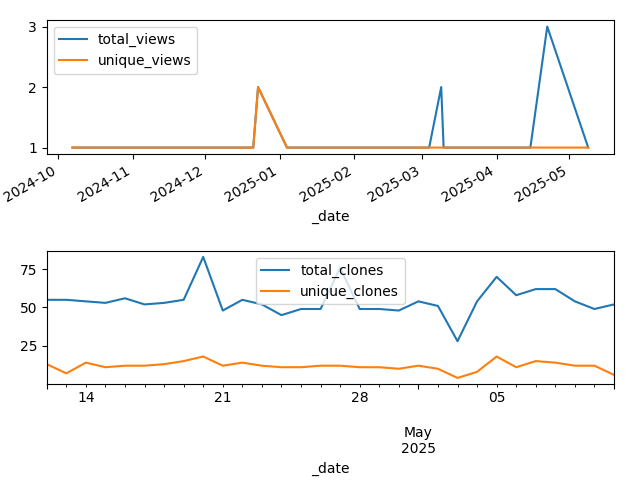 3
2
1
total_views
unique_views
2024-10
2024-11
2024-12
2025-01
2025-02
2025-03
2025-04
2025-05
_date
75
50
25
total_clones
unique_clones
14
21
28
05
May
2025
_date